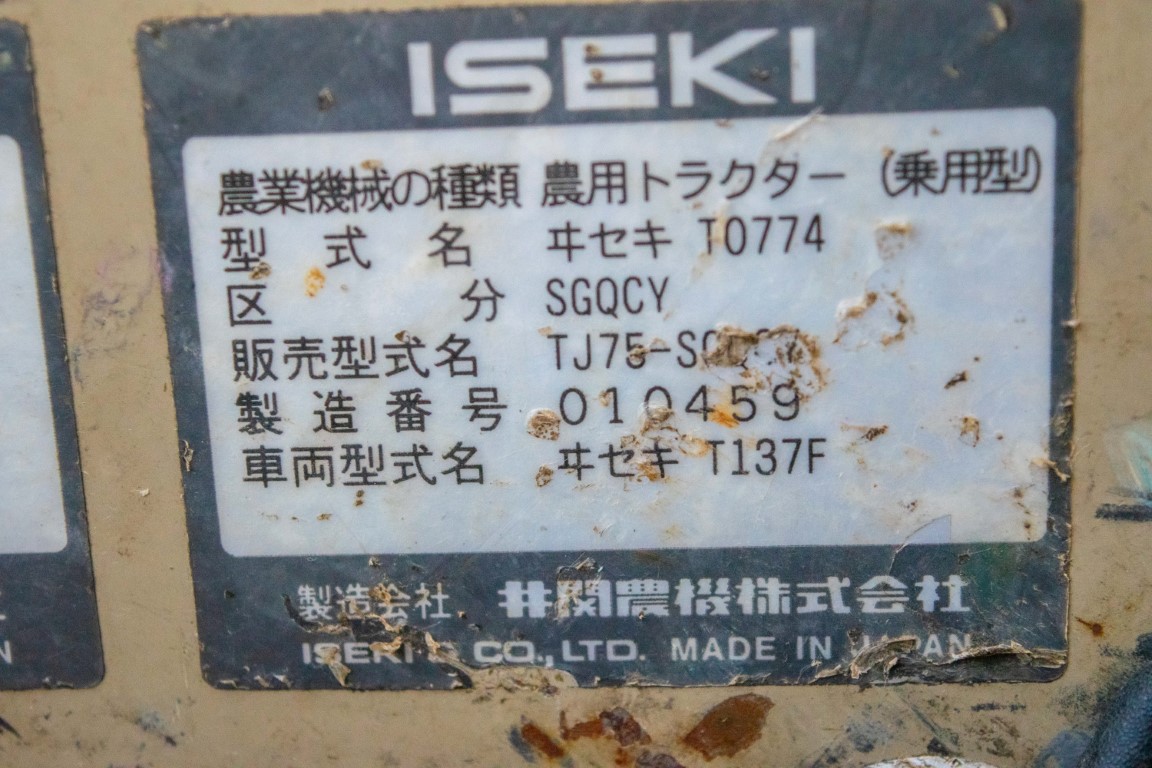 ISEKI
農業機械の種類 農用トラクター (乗用型)
型式名 ヰセキ T0774
区分 SGQCY
販売型式名
製造番号 010459
車両型式名 ヰセキ T137F
製造会社 井関農機株式会社
ISEKI & CO., LTD. MADE IN JAPAN
N